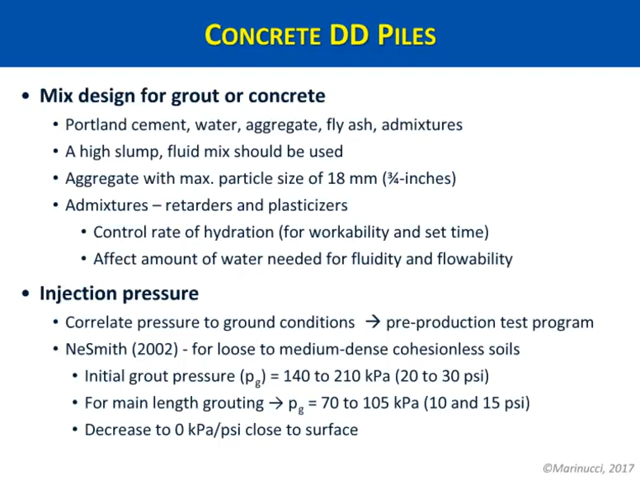 CONCRETE DD PILES
• Mix design for grout or concrete
• Portland cement, water, aggregate, fly ash, admixtures
• A high slump, fluid mix should be used
• Aggregate with max. particle size of 18 mm (¾-inches)
• Admixtures – retarders and plasticizers
• Control rate of hydration (for workability and set time)
• Affect amount of water needed for fluidity and flowability
• Injection pressure
• Correlate pressure to ground conditions → pre-production test program
• NeSmith (2002) - for loose to medium-dense cohesionless soils
• Initial grout pressure (pg) = 140 to 210 kPa (20 to 30 psi)
• For main length grouting → pg = 70 to 105 kPa (10 and 15 psi)
• Decrease to 0 kPa/psi close to surface
©Marinucci, 2017